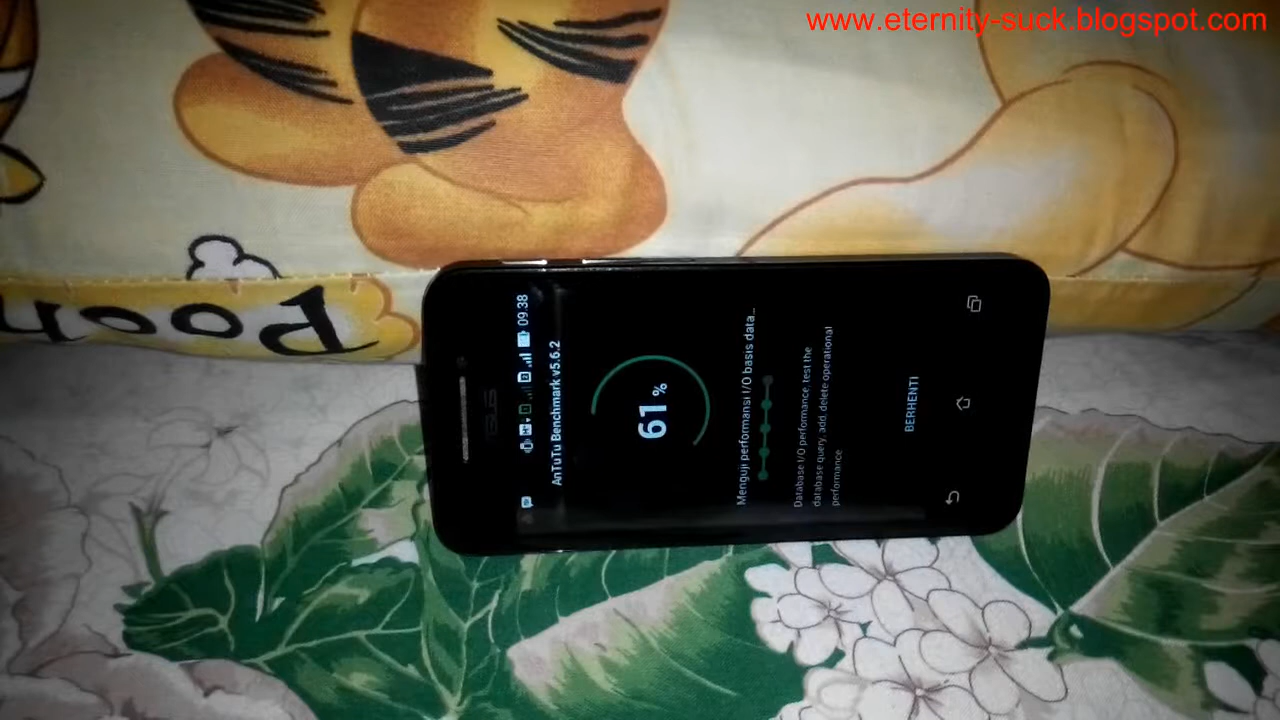 www.eternity-suck.blogspot.com
Pooh
ASUS
09.38
AnTuTu Benchmark v5.6.2
61 %
Menguji performansi I/O basis data...
Database I/O performance, test the
database query, add, delete operational
performance
BERHENTI